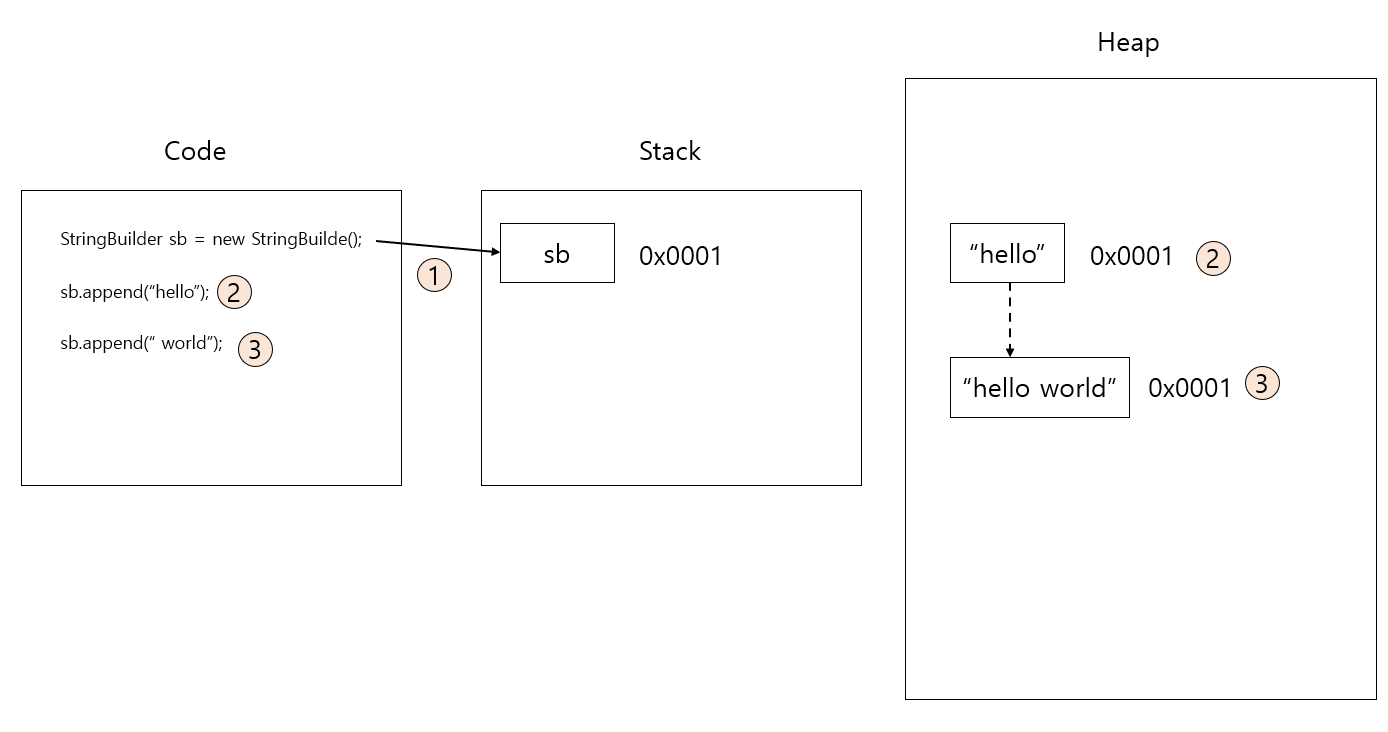 Heap
Code
Stack
StringBuilder sb = new StringBuilde();
1
sb.append(“hello”); 2
sb.append(“ world”); 3
sb 0x0001
“hello” 0x0001 2
“hello world” 0x0001 3